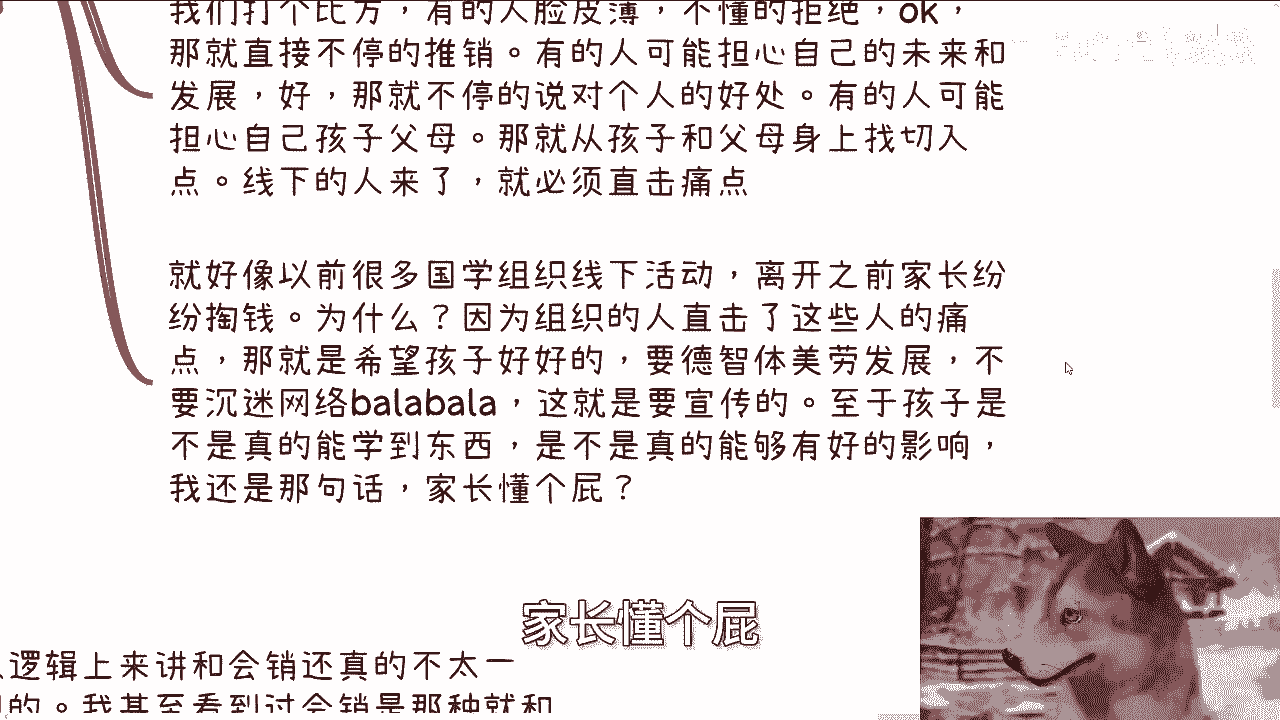 我们打个比方，有的人脸皮薄，不懂的拒绝，ok，
那就直接不停的推销。有的人可能担心自己的未来和
发展，好，那就不停的说对个人的好处。有的人可能
担心自己孩子父母。那就从孩子和父母身上找切入
点。线下的人来了，就必须直击痛点
就好像以前很多国学组织线下活动，离开之前家长纷
纷掏钱。为什么？因为组织的人直击了这些人的痛
点，那就是希望孩子好好的，要德智体美劳发展，不
要沉迷网络balabala，这就是要宣传的。至于孩子是
不是真的能学到东西，是不是真的能够有好的影响，
我还是那句话，家长懂个屁？
家长懂个屁
逻辑上来讲和会销还真的不太一
的。我甚至看到过会销是那种就和